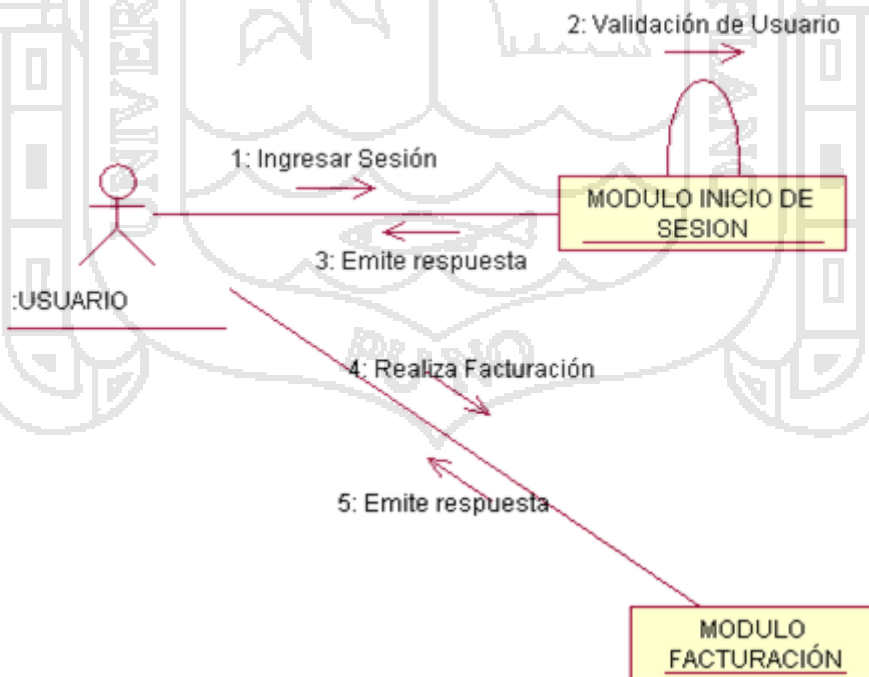 2: Validación de Usuario
1: Ingresar Sesión
MODULO INICIO DE
SESION
3: Emite respuesta
:USUARIO
4: Realiza Facturación
5: Emite respuesta
MODULO
FACTURACIÓN
PUNO